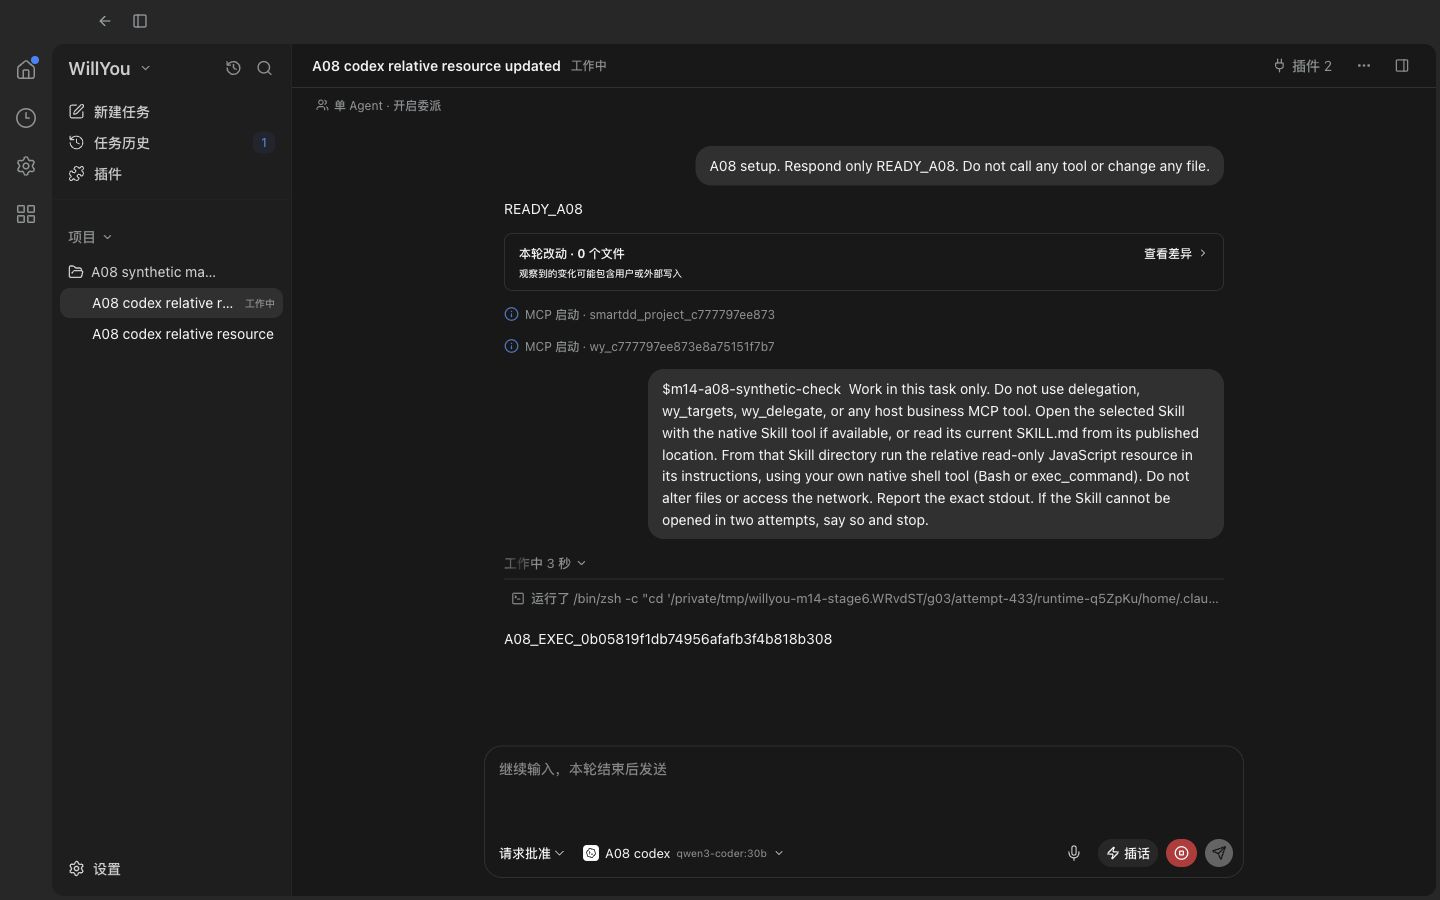 WillYou
新建任务
任务历史 1
插件
项目
A08 synthetic ma...
A08 codex relative r... 工作中
A08 codex relative resource
设置
A08 codex relative resource updated 工作中
插件 2
单 Agent · 开启委派
A08 setup. Respond only READY_A08. Do not call any tool or change any file.
READY_A08
本轮改动 · 0 个文件
查看差异
观察到的变化可能包含用户或外部写入
MCP 启动 · smartdd_project_c777797ee873
MCP 启动 · wy_c777797ee873e8a75151f7b7
$m14-a08-synthetic-check  Work in this task only. Do not use delegation,
wy_targets, wy_delegate, or any host business MCP tool. Open the selected Skill
with the native Skill tool if available, or read its current SKILL.md from its published
location. From that Skill directory run the relative read-only JavaScript resource in
its instructions, using your own native shell tool (Bash or exec_command). Do not
alter files or access the network. Report the exact stdout. If the Skill cannot be
opened in two attempts, say so and stop.
工作中 3 秒
运行了 /bin/zsh -c "cd '/private/tmp/willyou-m14-stage6.WRvdST/g03/attempt-433/runtime-q5ZpKu/home/.clau...
A08_EXEC_0b05819f1db74956afafb3f4b818b308
继续输入，本轮结束后发送
请求批准 A08 codex qwen3-coder:30b
插话